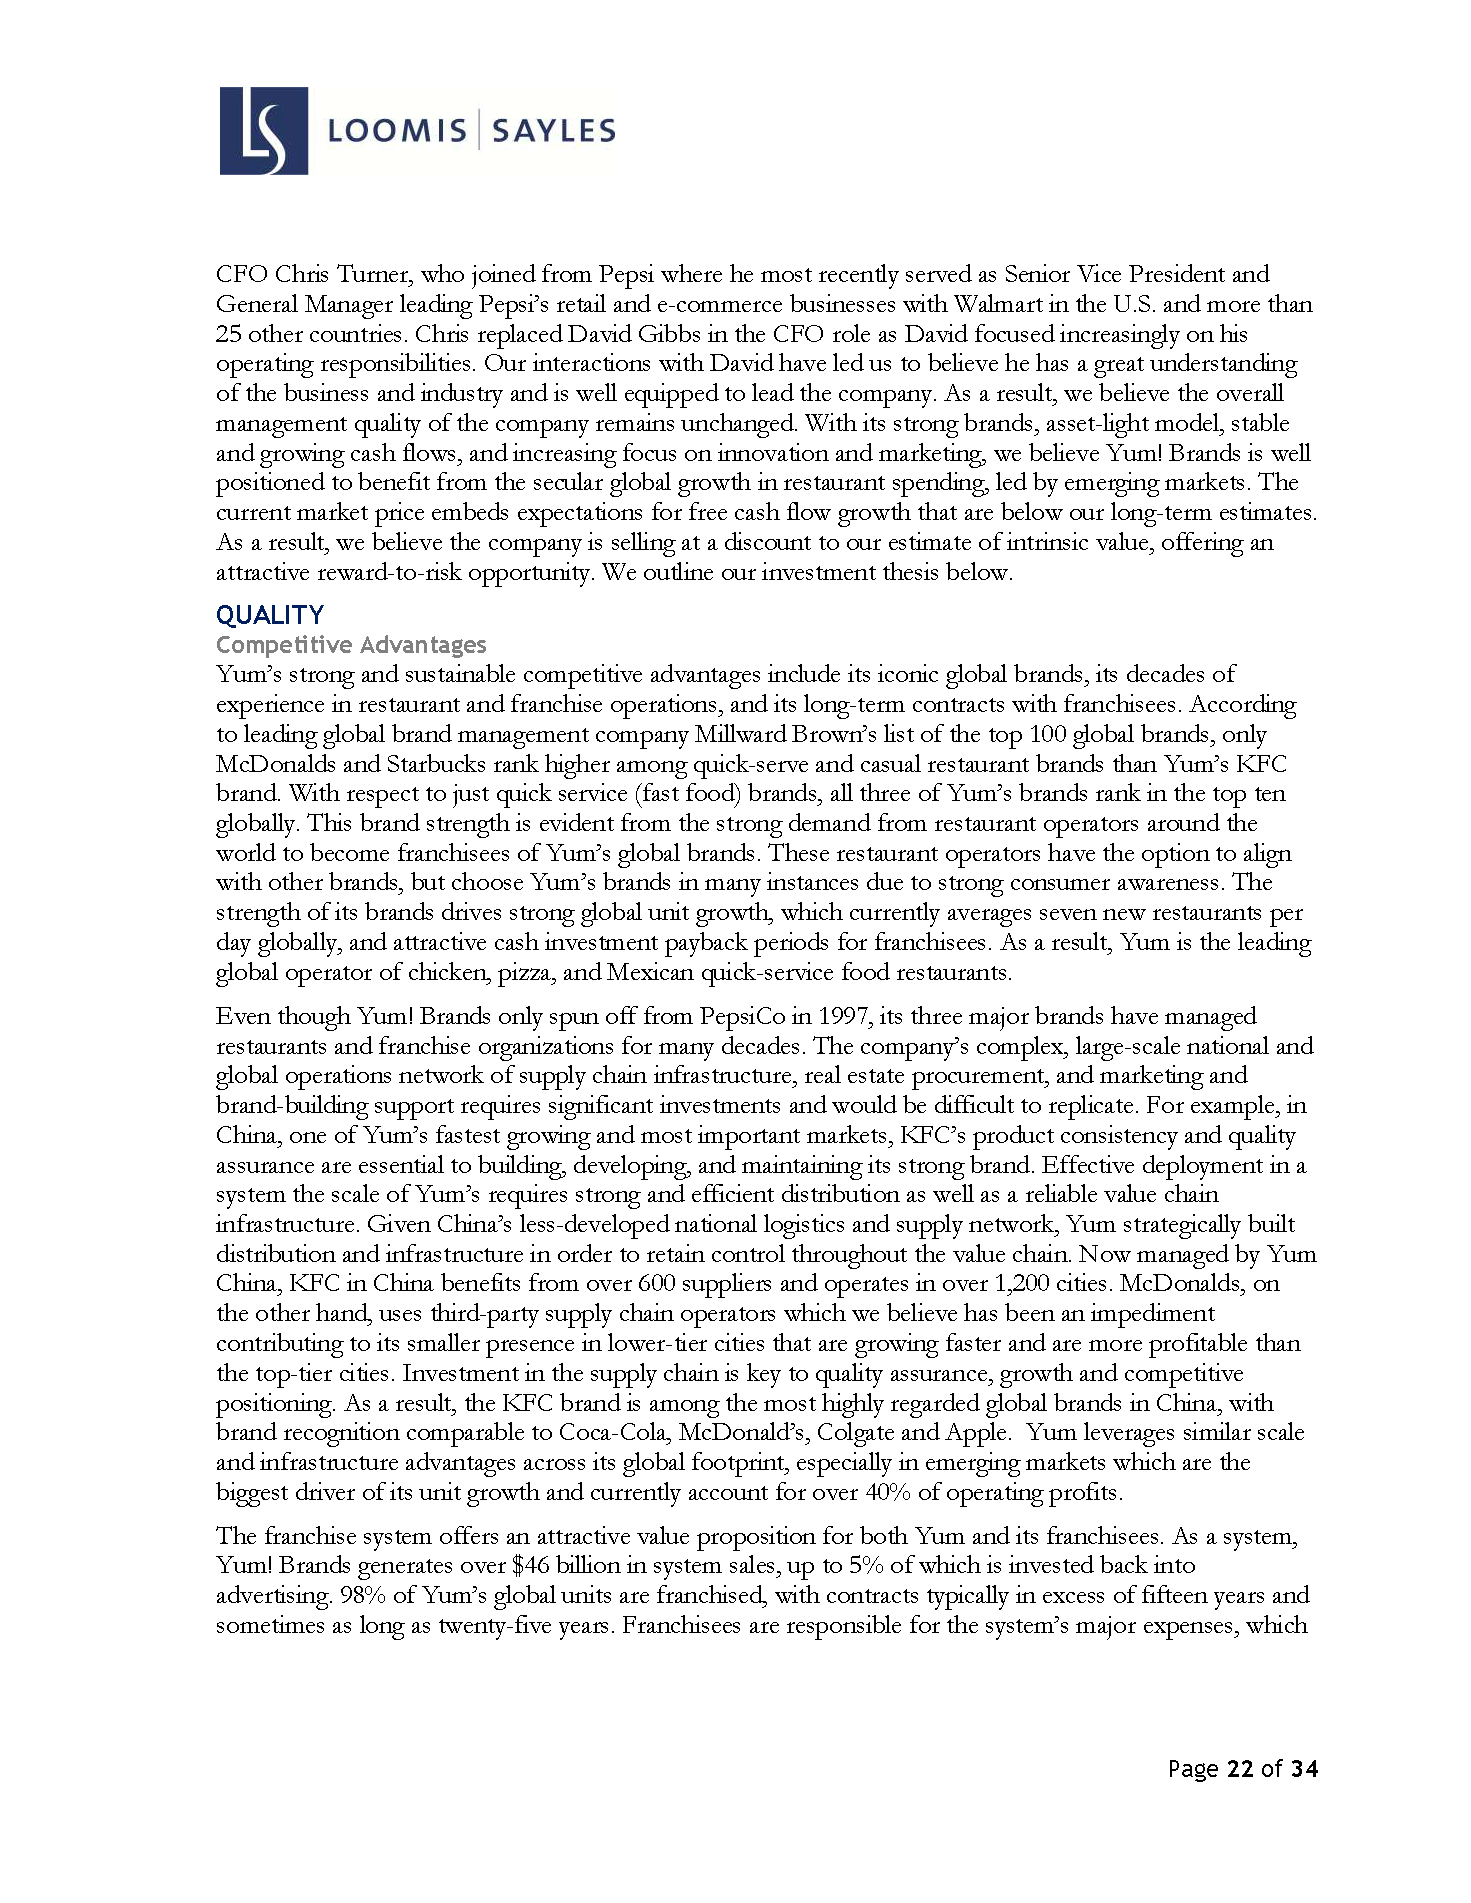 LS LOOMIS | SAYLES
CFO Chris Turner, who joined from Pepsi where he most recently served as Senior Vice President and
General Manager leading Pepsi's retail and e-commerce businesses with Walmart in the U.S. and more than
25 other countries. Chris replaced David Gibbs in the CFO role as David focused increasingly on his
operating responsibilities. Our interactions with David have led us to believe he has a great understanding
of the business and industry and is well equipped to lead the company. As a result, we believe the overall
management quality of the company remains unchanged. With its strong brands, asset-light model, stable
and growing cash flows, and increasing focus on innovation and marketing, we believe Yum! Brands is well
positioned to benefit from the secular global growth in restaurant spending, led by emerging markets. The
current market price embeds expectations for free cash flow growth that are below our long-term estimates.
As a result, we believe the company is selling at a discount to our estimate of intrinsic value, offering an
attractive reward-to-risk opportunity. We outline our investment thesis below.
QUALITY
Competitive Advantages
Yum's strong and sustainable competitive advantages include its iconic global brands, its decades of
experience in restaurant and franchise operations, and its long-term contracts with franchisees. According
to leading global brand management company Millward Brown's list of the top 100 global brands, only
McDonalds and Starbucks rank higher among quick-serve and casual restaurant brands than Yum's KFC
brand. With respect to just quick service (fast food) brands, all three of Yum's brands rank in the top ten
globally. This brand strength is evident from the strong demand from restaurant operators around the
world to become franchisees of Yum's global brands. These restaurant operators have the option to align
with other brands, but choose Yum's brands in many instances due to strong consumer awareness. The
strength of its brands drives strong global unit growth, which currently averages seven new restaurants per
day globally, and attractive cash investment payback periods for franchisees. As a result, Yum is the leading
global operator of chicken, pizza, and Mexican quick-service food restaurants.
Even though Yum! Brands only spun off from PepsiCo in 1997, its three major brands have managed
restaurants and franchise organizations for many decades. The company's complex, large-scale national and
global operations network of supply chain infrastructure, real estate procurement, and marketing and
brand-building support requires significant investments and would be difficult to replicate. For example, in
China, one of Yum's fastest growing and most important markets, KFC's product consistency and quality
assurance are essential to building, developing, and maintaining its strong brand. Effective deployment in a
system the scale of Yum's requires strong and efficient distribution as well as a reliable value chain
infrastructure. Given China's less-developed national logistics and supply network, Yum strategically built
distribution and infrastructure in order to retain control throughout the value chain. Now managed by Yum
China, KFC in China benefits from over 600 suppliers and operates in over 1,200 cities. McDonalds, on
the other hand, uses third-party supply chain operators which we believe has been an impediment
contributing to its smaller presence in lower-tier cities that are growing faster and are more profitable than
the top-tier cities. Investment in the supply chain is key to quality assurance, growth and competitive
positioning. As a result, the KFC brand is among the most highly regarded global brands in China, with
brand recognition comparable to Coca-Cola, McDonald's, Colgate and Apple. Yum leverages similar scale
and infrastructure advantages across its global footprint, especially in emerging markets which are the
biggest driver of its unit growth and currently account for over 40% of operating profits.
The franchise system offers an attractive value proposition for both Yum and its franchisees. As a system,
Yum! Brands generates over $46 billion in system sales, up to 5% of which is invested back into
advertising. 98% of Yum's global units are franchised, with contracts typically in excess of fifteen years and
sometimes as long as twenty-five years. Franchisees are responsible for the system's major expenses, which
Page 22 of 34